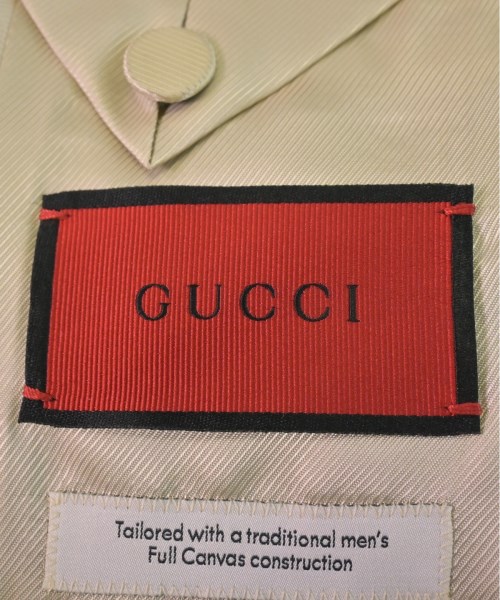 GUCCI
Tailored with a traditional men's
Full Canvas construction